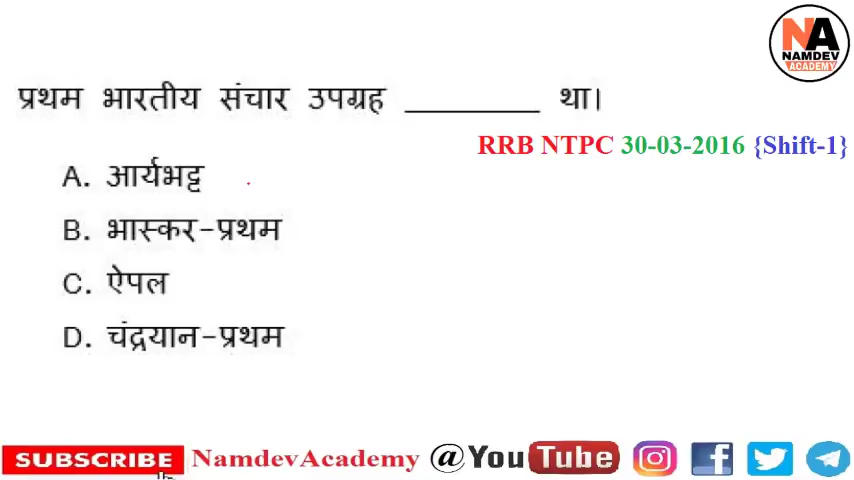 NA
NAMDEV
ACADEMY
प्रथम भारतीय संचार उपग्रह ________ था।
RRB NTPC 30-03-2016 {Shift-1}
A. आर्यभट्ट
B. भास्कर-प्रथम
C. ऐपल
D. चंद्रयान-प्रथम
SUBSCRIBE NamdevAcademy @YouTube